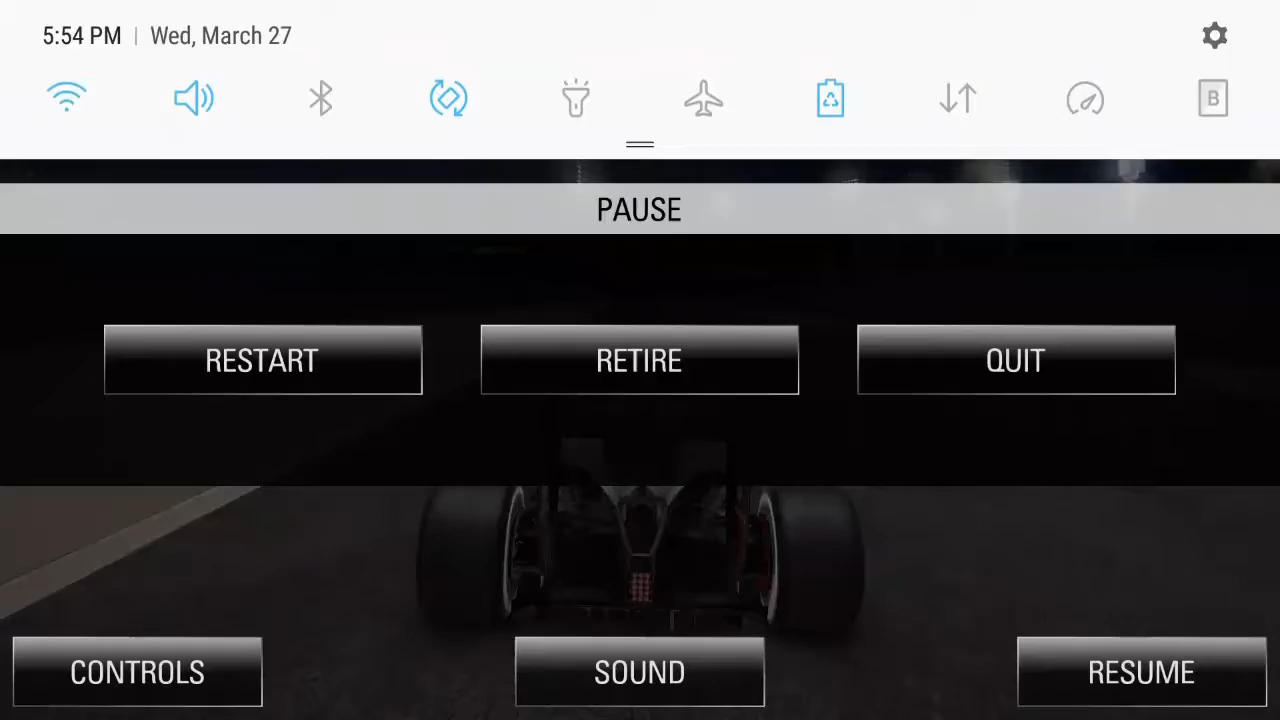 5:54 PM | Wed, March 27
B
PAUSE
RESTART RETIRE QUIT
CONTROLS SOUND RESUME